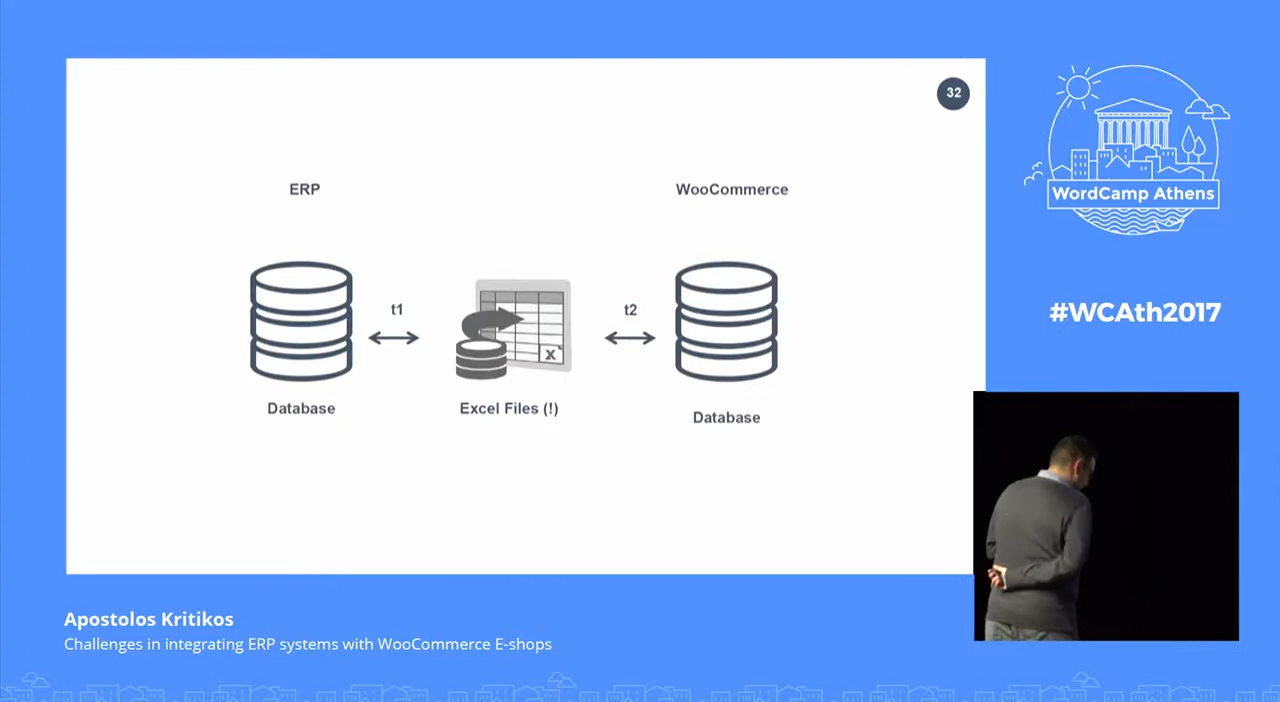 32
ERP
WooCommerce
t1
t2
X
Database
Excel Files (!)
Database
WordCamp Athens
#WCAth2017
Apostolos Kritikos
Challenges in integrating ERP systems with WooCommerce E-shops